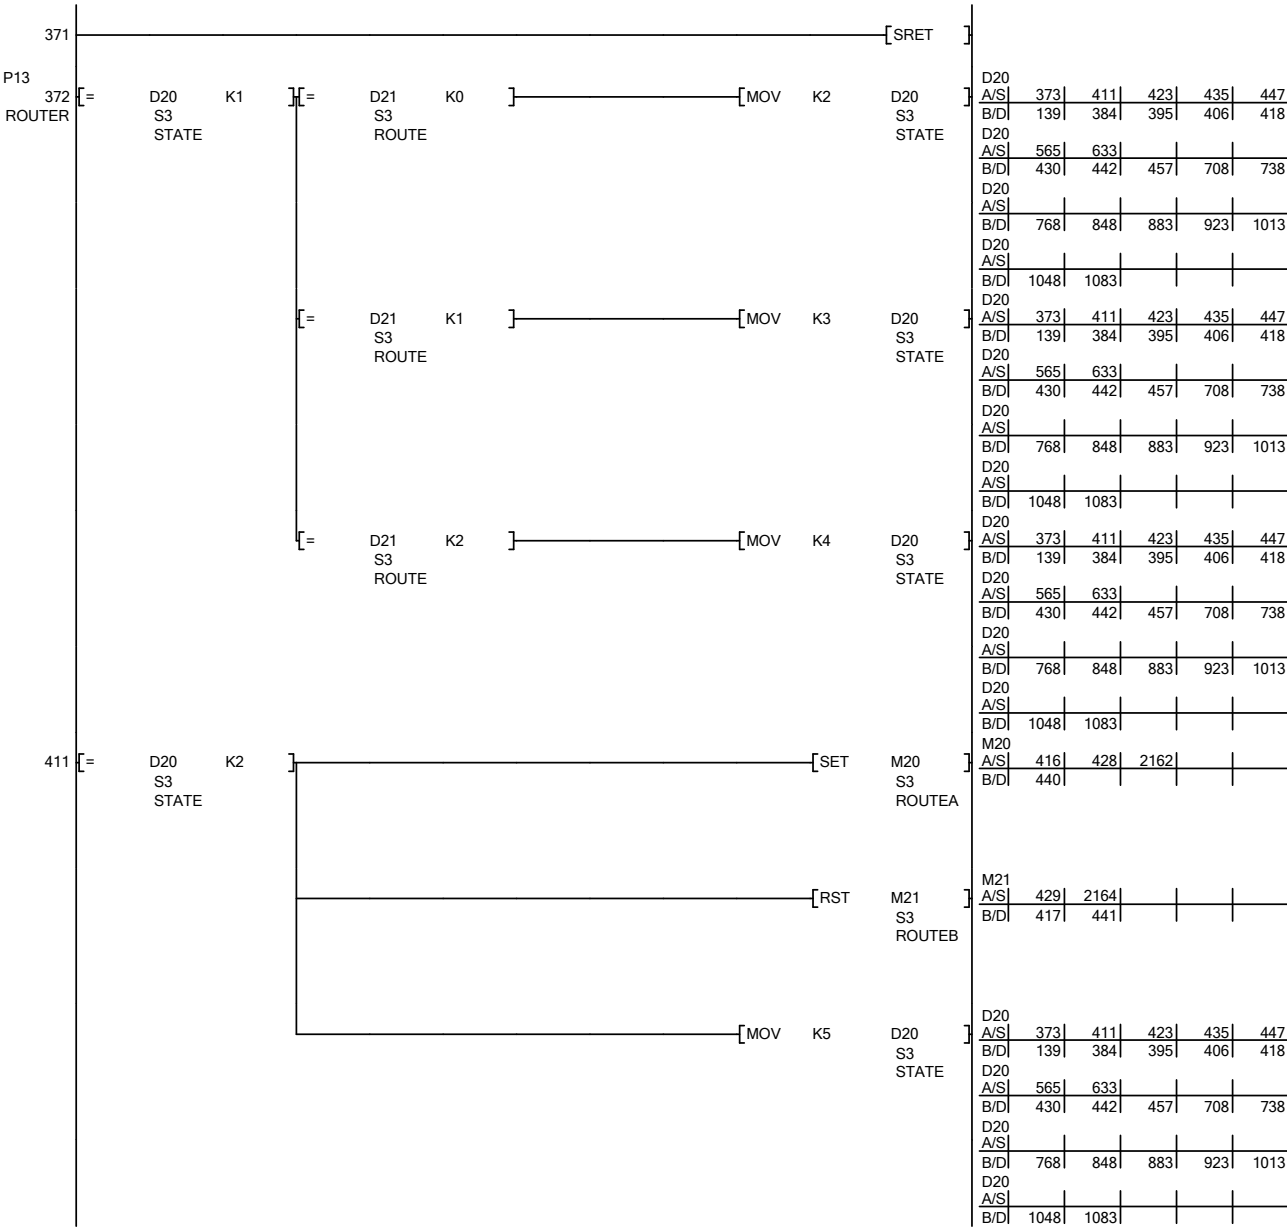 371 [ SRET ]
P13
372 [= D20 K1 ] [= D21 K0 ] [MOV K2 D20 ]
ROUTER S3 S3 S3
STATE ROUTE STATE
D20
A/S 373 411 423 435 447
B/D 139 384 395 406 418
D20
A/S 565 633
B/D 430 442 457 708 738
D20
A/S
B/D 768 848 883 923 1013
D20
A/S
B/D 1048 1083
[= D21 K1 ] [MOV K3 D20 ]
S3 S3
ROUTE STATE
D20
A/S 373 411 423 435 447
B/D 139 384 395 406 418
D20
A/S 565 633
B/D 430 442 457 708 738
D20
A/S
B/D 768 848 883 923 1013
D20
A/S
B/D 1048 1083
[= D21 K2 ] [MOV K4 D20 ]
S3 S3
ROUTE STATE
D20
A/S 373 411 423 435 447
B/D 139 384 395 406 418
D20
A/S 565 633
B/D 430 442 457 708 738
D20
A/S
B/D 768 848 883 923 1013
D20
A/S
B/D 1048 1083
411 [= D20 K2 ] [SET M20 ]
S3 S3
STATE ROUTEA
M20
A/S 416 428 2162
B/D 440
[RST M21 ]
S3
ROUTEB
M21
A/S 429 2164
B/D 417 441
[MOV K5 D20 ]
S3
STATE
D20
A/S 373 411 423 435 447
B/D 139 384 395 406 418
D20
A/S 565 633
B/D 430 442 457 708 738
D20
A/S
B/D 768 848 883 923 1013
D20
A/S
B/D 1048 1083